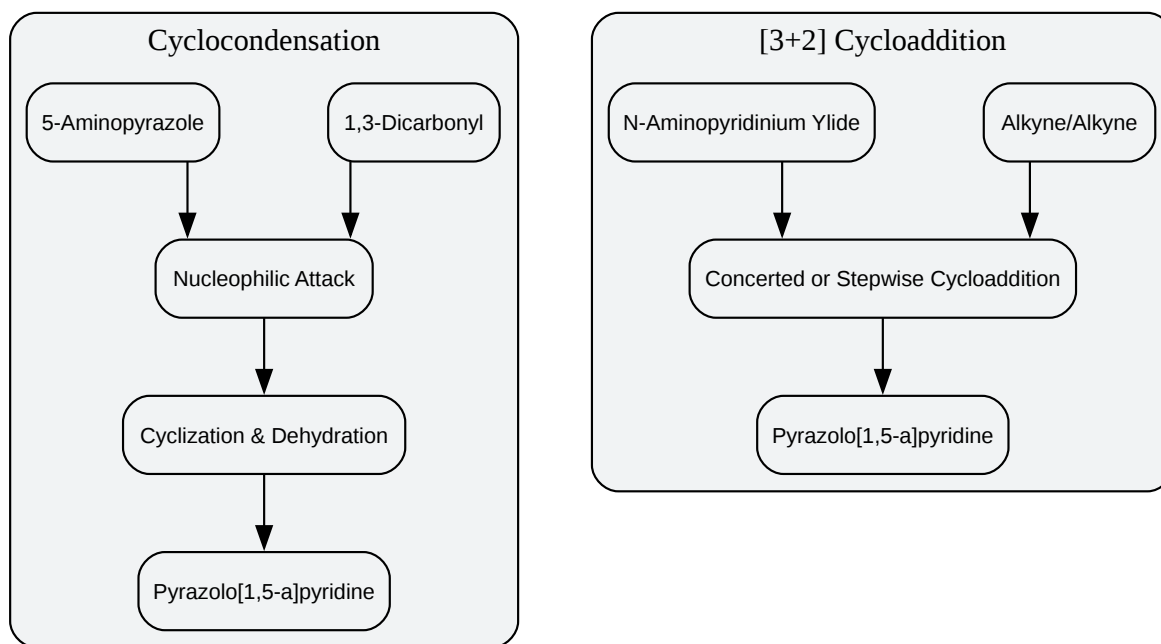 Cyclocondensation
5-Aminopyrazole
1,3-Dicarbonyl
Nucleophilic Attack
Cyclization & Dehydration
Pyrazolo[1,5-a]pyridine
[3+2] Cycloaddition
N-Aminopyridinium Ylide
Alkyne/Alkyne
Concerted or Stepwise Cycloaddition
Pyrazolo[1,5-a]pyridine